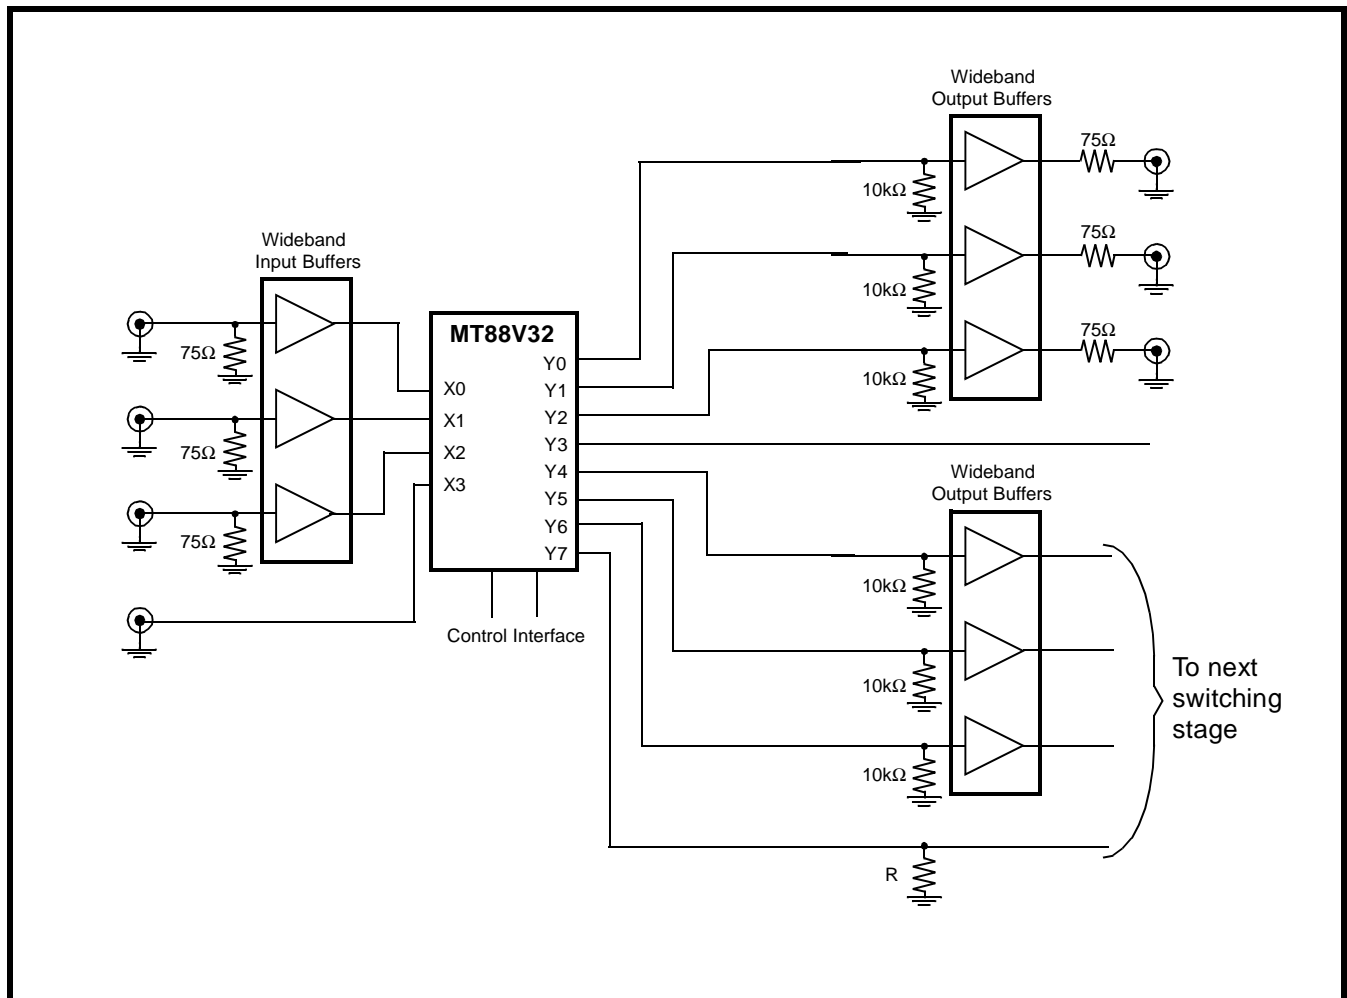 Wideband
Output Buffers
75Ω
10kΩ
75Ω
10kΩ
75Ω
10kΩ
Wideband
Input Buffers
75Ω
75Ω
75Ω
MT88V32
X0
X1
X2
X3
Y0
Y1
Y2
Y3
Y4
Y5
Y6
Y7
Control Interface
Wideband
Output Buffers
10kΩ
10kΩ
10kΩ
R
To next
switching
stage